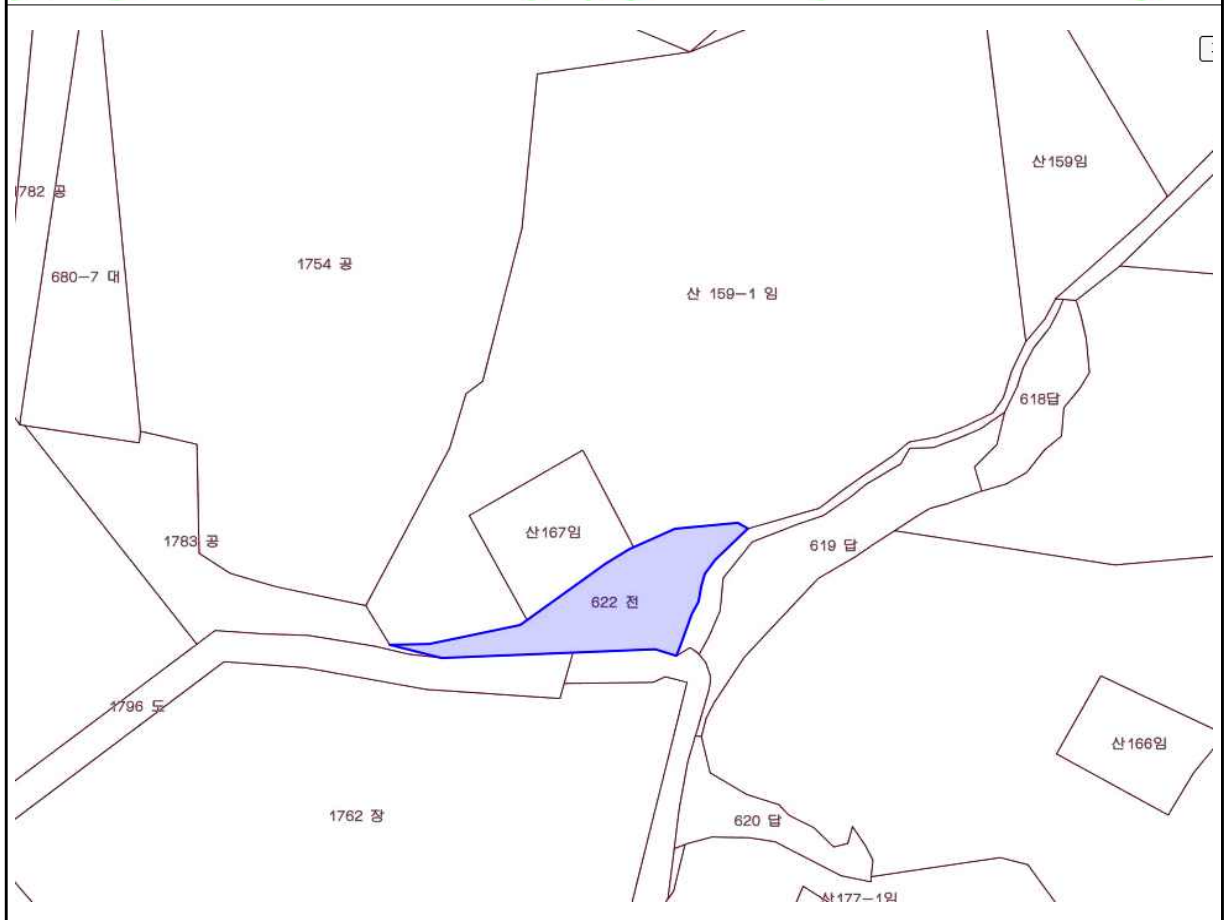 산159임
782 공
1754 공
680-7 대
산 159-1 임
618답
산167임
1783 공
619 답
622 전
1796 도
산166임
1762 장
620 답
산177-1임